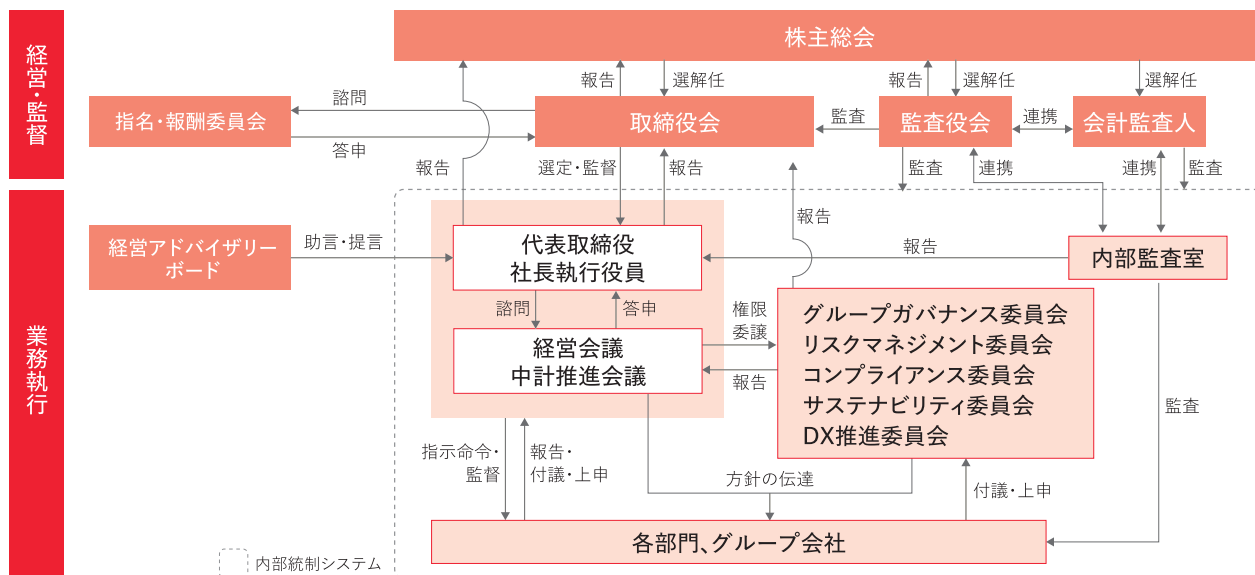 経営・監督
株主総会
報告
選解任
報告
選解任
選解任
指名・報酬委員会
諮問
答申
取締役会
監査
監査役会
連携
会計監査人
報告
選定・監督
報告
監査
連携
連携
監査
業務執行
経営アドバイザリー
ボード
助言・提言
代表取締役
社長執行役員
報告
報告
内部監査室
諮問
答申
経営会議
中計推進会議
権限
委譲
報告
グループガバナンス委員会
リスクマネジメント委員会
コンプライアンス委員会
サステナビリティ委員会
DX推進委員会
監査
指示命令・
監督
報告・
付議・上申
方針の伝達
付議・上申
各部門、グループ会社
内部統制システム